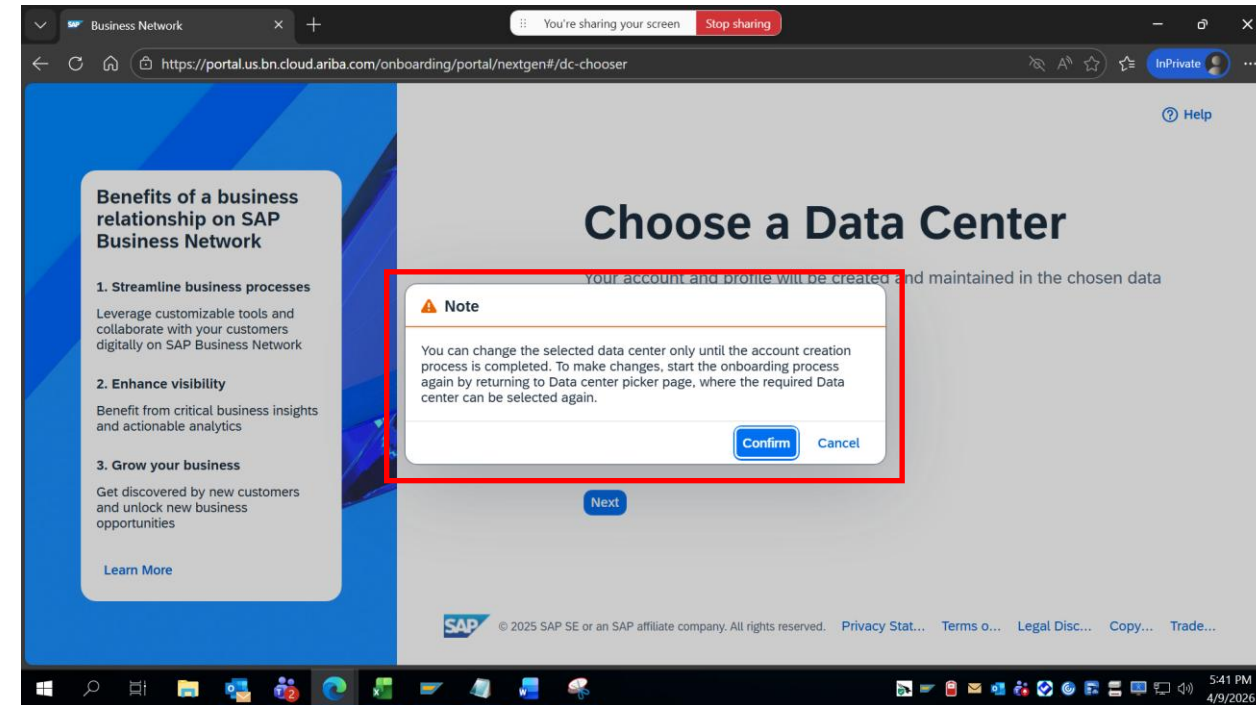 Business Network
You're sharing your screen
Stop sharing
https://portal.us.bn.cloud.ariba.com/onboarding/portal/nextgen#/dc-chooser
InPrivate
Help
Benefits of a business
relationship on SAP
Business Network
1. Streamline business processes
Leverage customizable tools and
collaborate with your customers
digitally on SAP Business Network
2. Enhance visibility
Benefit from critical business insights
and actionable analytics
3. Grow your business
Get discovered by new customers
and unlock new business
opportunities
Learn More
Choose a Data Center
Your account and profile will be created and maintained in the chosen data
Note
You can change the selected data center only until the account creation
process is completed. To make changes, start the onboarding process
again by returning to Data center picker page, where the required Data
center can be selected again.
Confirm
Cancel
Next
SAP © 2025 SAP SE or an SAP affiliate company. All rights reserved. Privacy Stat... Terms o... Legal Disc... Copy... Trade...
5:41 PM
4/9/2026